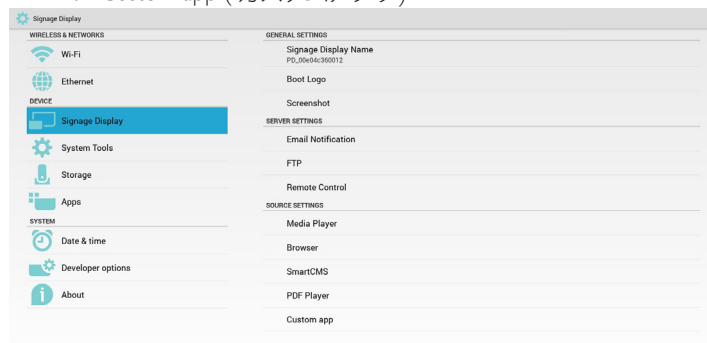 Signage Display
WIRELESS & NETWORKS
Wi-Fi
Ethernet
DEVICE
Signage Display
System Tools
Storage
Apps
SYSTEM
Date & time
Developer options
About
GENERAL SETTINGS
Signage Display Name
PD_00e04c360012
Boot Logo
Screenshot
SERVER SETTINGS
Email Notification
FTP
Remote Control
SOURCE SETTINGS
Media Player
Browser
SmartCMS
PDF Player
Custom app